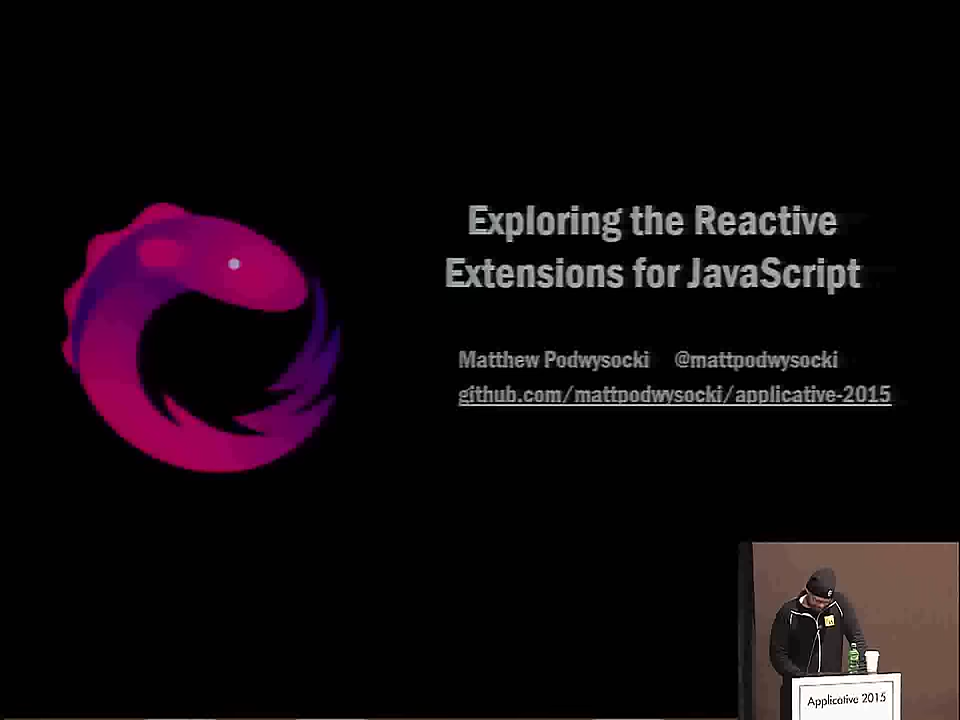 Exploring the Reactive
Extensions for JavaScript
Matthew Podwysocki @mattpodwysocki
github.com/mattpodwysocki/applicative-2015
Applicative 2015